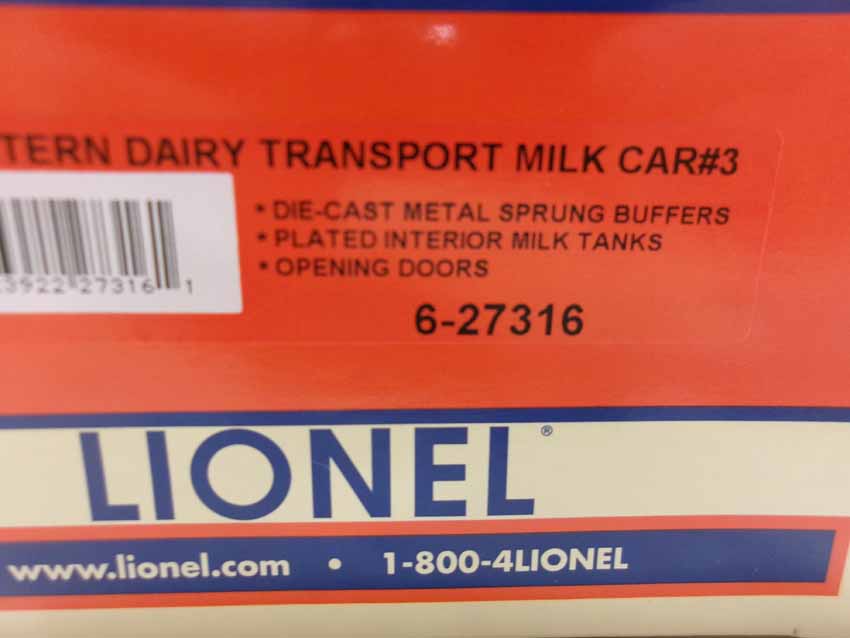 TERN DAIRY TRANSPORT MILK CAR#3
* DIE-CAST METAL SPRUNG BUFFERS
* PLATED INTERIOR MILK TANKS
* OPENING DOORS
3922 27316 1
6-27316
LIONEL®
www.lionel.com • 1-800-4LIONEL